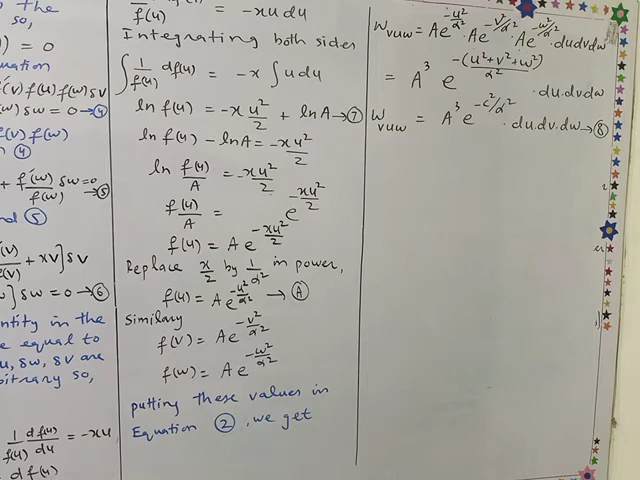 the
so,
) = 0
uation
f(v) f(u) f(w) δv
(w) δw = 0 → ④
f(v) f(w)
④
+ f′(w)/f(w) δw = 0 → ⑤
nd ⑤
(v)/f(v) + xv] δv
w] δw = 0 → ⑥
ntity in the
e equal to
u, δw, δv are
bitrary so,
1/f(u) df(u)/du = -xu
df(u)
f(u) = -xu du
Integrating both sides
∫ 1/f(u) df(u) = -x ∫ u du
ln f(u) = -x u²/2 + ln A → ⑦
ln f(u) - ln A = -x u²/2
ln f(u)/A = -x u²/2
f(u)/A = e^(-xu²/2)
f(u) = A e^(-xu²/2)
Replace x/2 by 1/α² in power,
f(u) = A e^(-u²/α²) → Ⓐ
Similary
f(v) = A e^(-v²/α²)
f(w) = A e^(-w²/α²)
putting these values in
Equation ②, we get
W_vuw = A e^(-u²/α²) . A e^(-v²/α²) . A e^(-w²/α²) . du dv dw
= A³ e^(-(u²+v²+w²)/α²) . du.dv.dw
W_vuw = A³ e^(-c²/α²) . du.dv.dw → ⑧